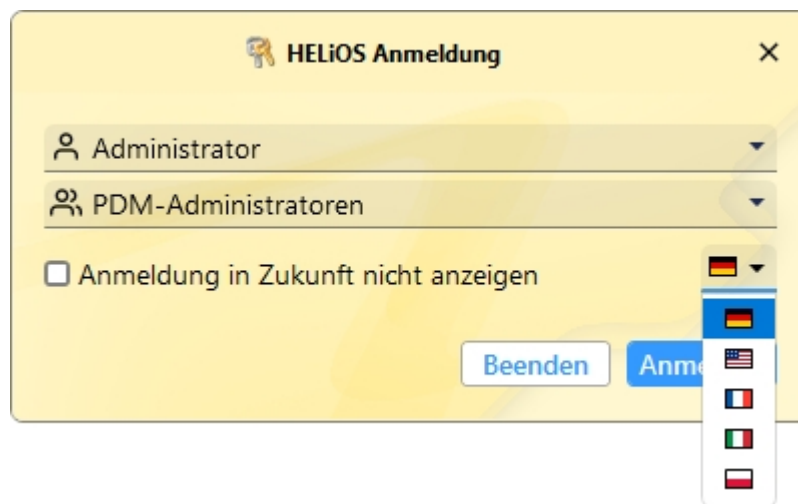 HELiOS Anmeldung
Administrator
PDM-Administratoren
Anmeldung in Zukunft nicht anzeigen
Beenden